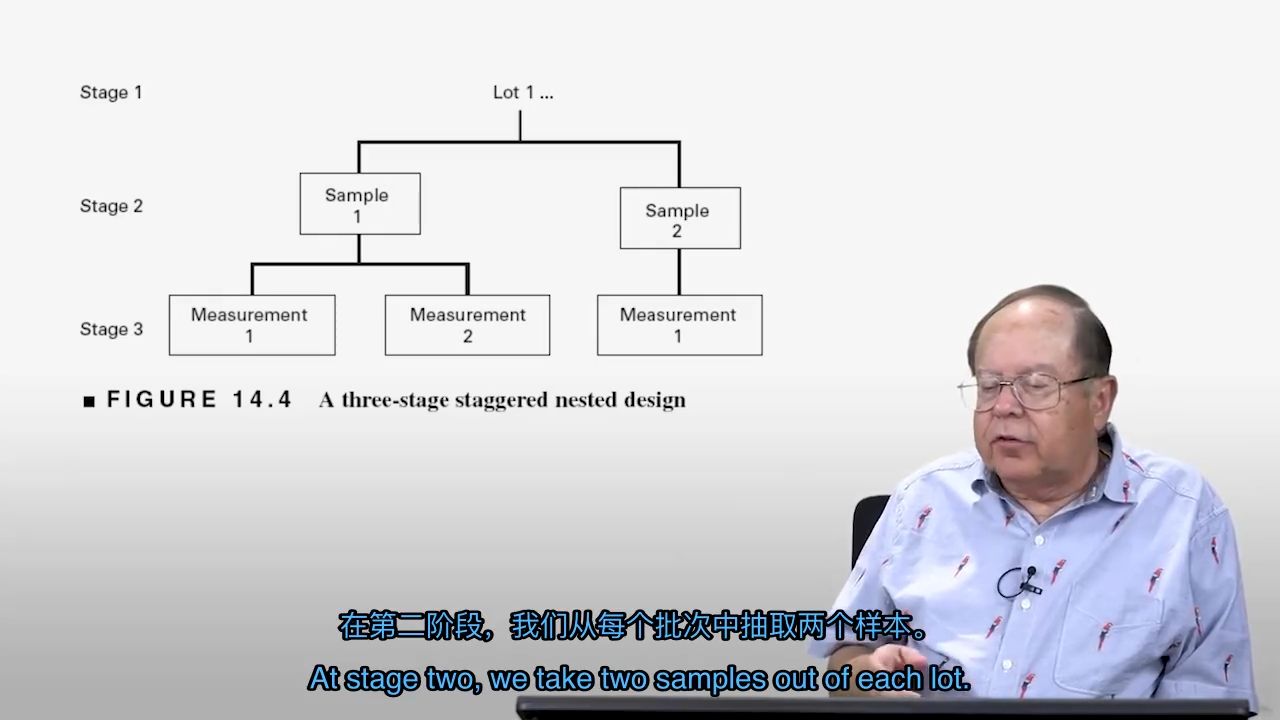 Stage 1
Lot 1 ...
Stage 2
Sample
1
Sample
2
Stage 3
Measurement
1
Measurement
2
Measurement
1
■ FIGURE 14.4 A three-stage staggered nested design
在第二阶段，我们从每个批次中抽取两个样本。
At stage two, we take two samples out of each lot.